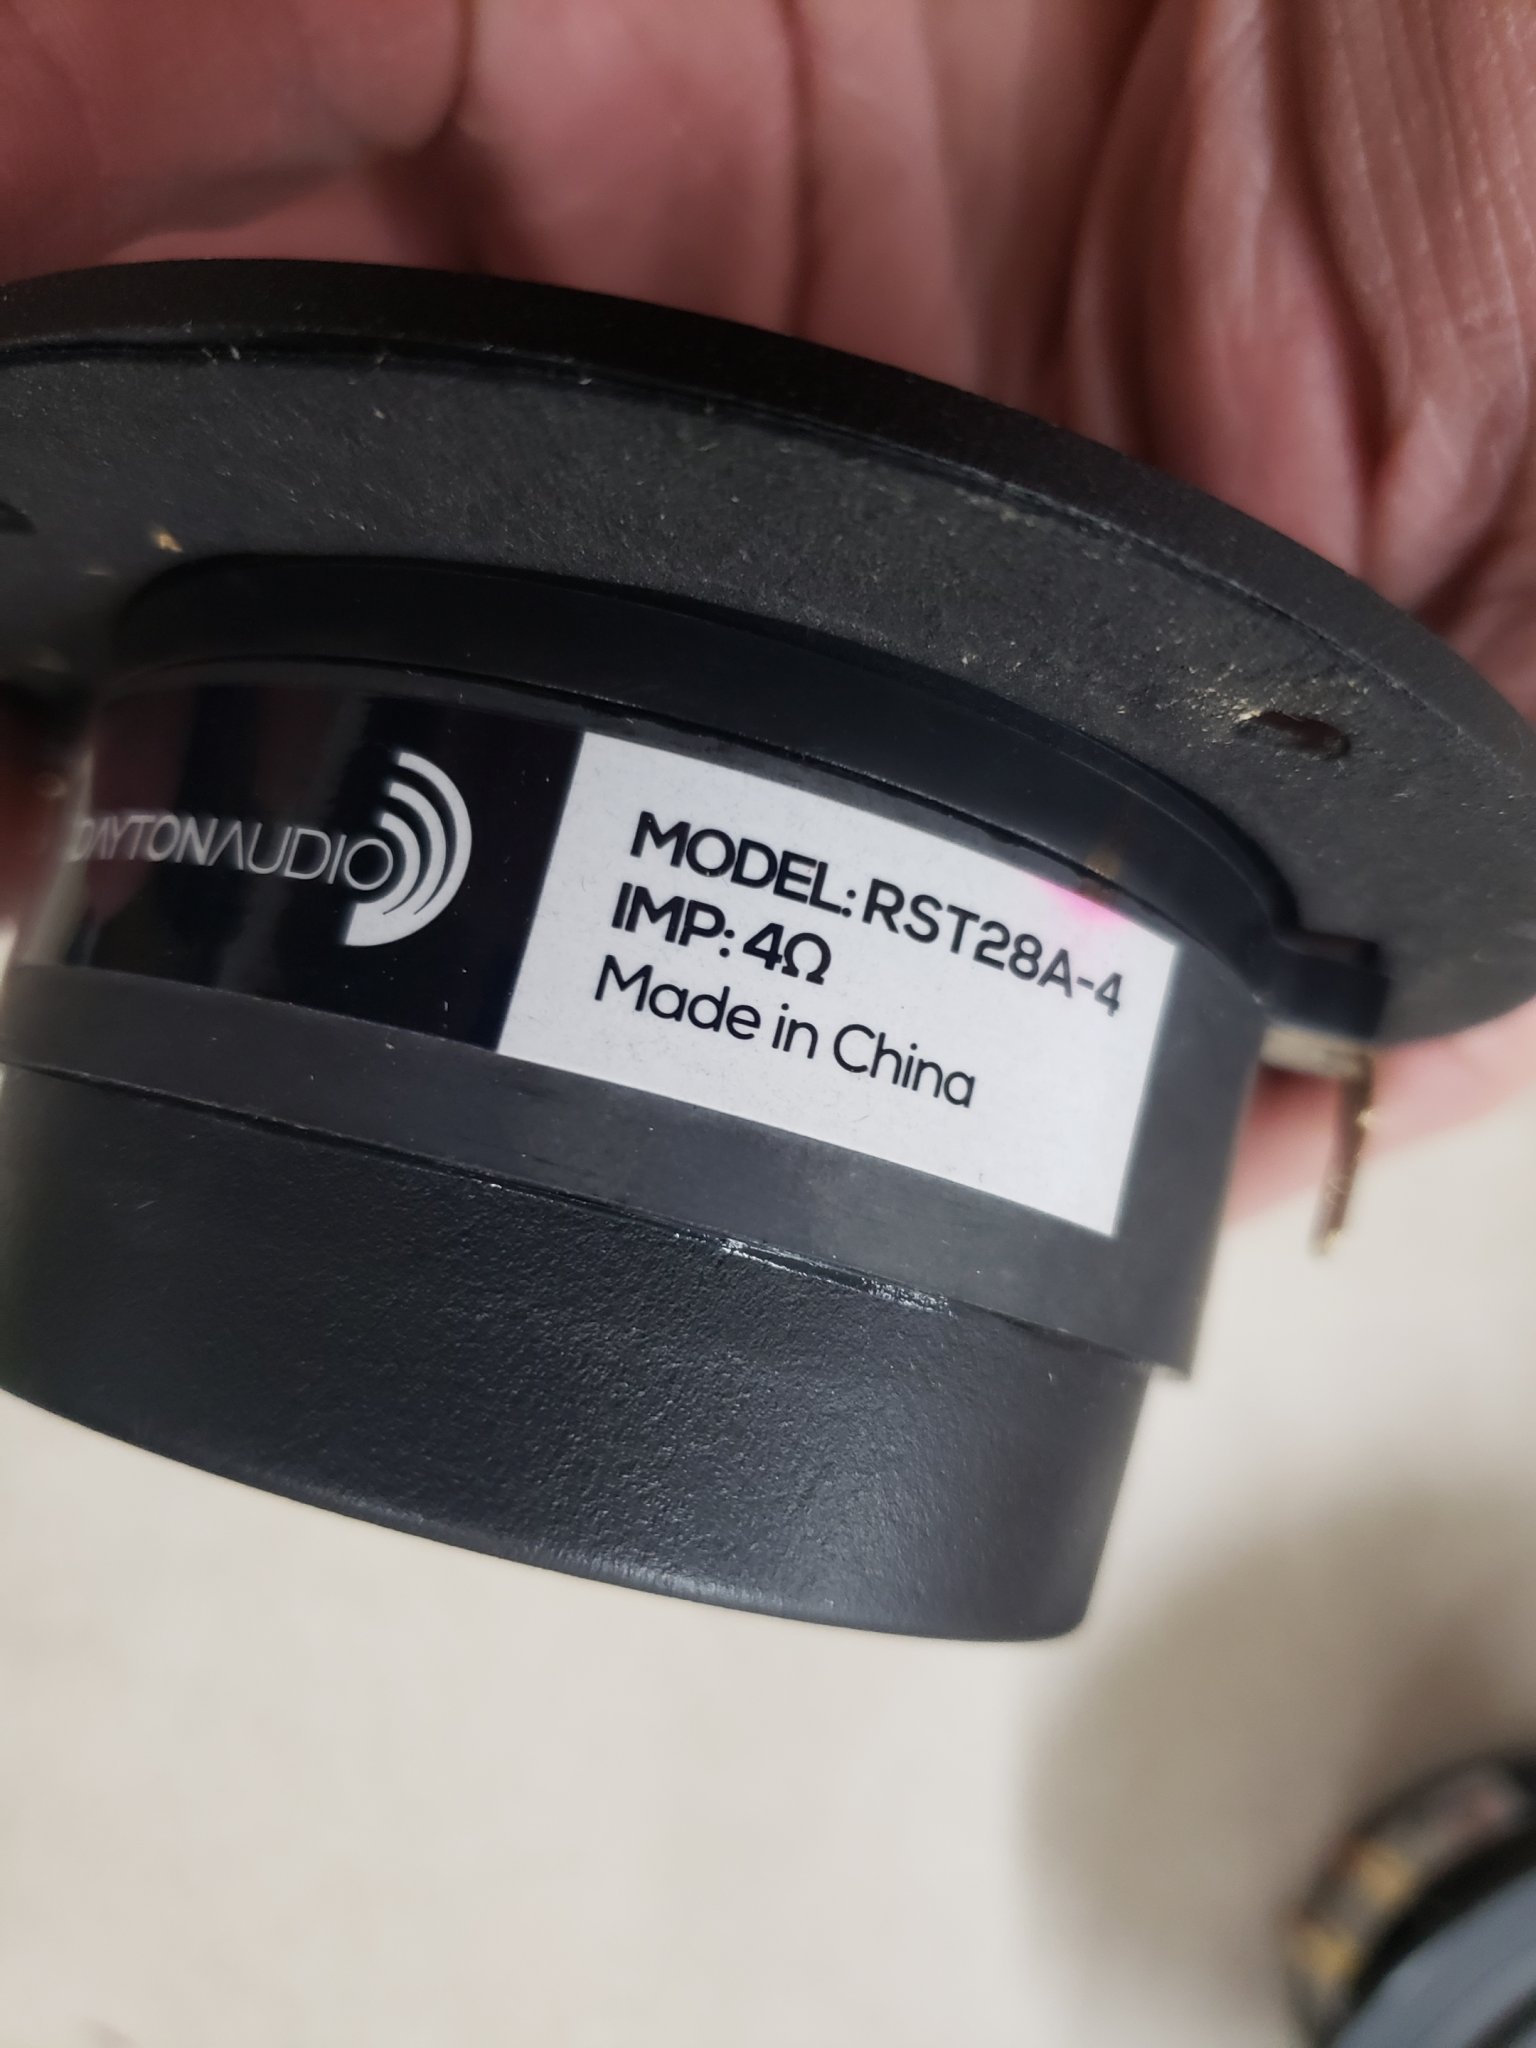 DAYTONAUDIO
MODEL: RST28A-4
IMP: 4Ω
Made in China